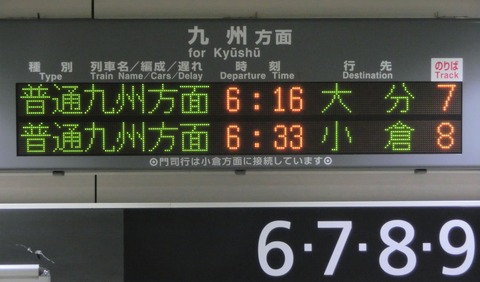 九州方面
for Kyūshū
種別 列車名/編成/遅れ 時刻 行先 のりば
Type Train Name/Cars/Delay Departure Time Destination Track
普通九州方面 6:16 大分 7
普通九州方面 6:33 小倉 8
◎門司行は小倉方面に接続しています◎
6・7・8・9